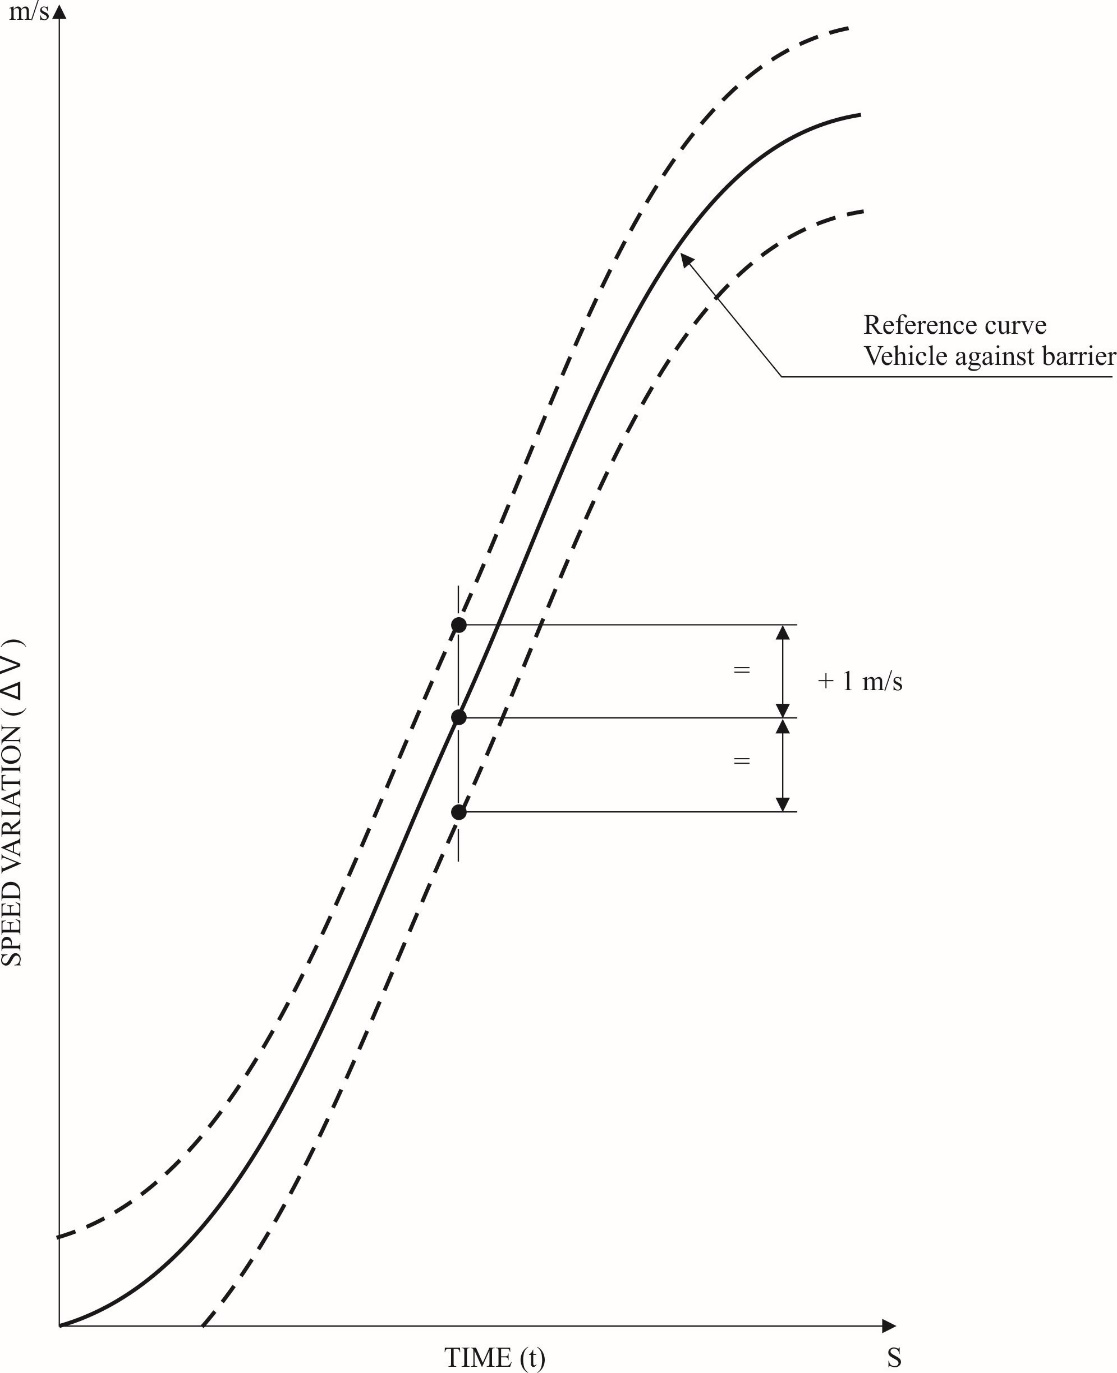 m/s
Reference curve
Vehicle against barrier
=
+ 1 m/s
=
SPEED VARIATION ( Δ V )
TIME (t)
S